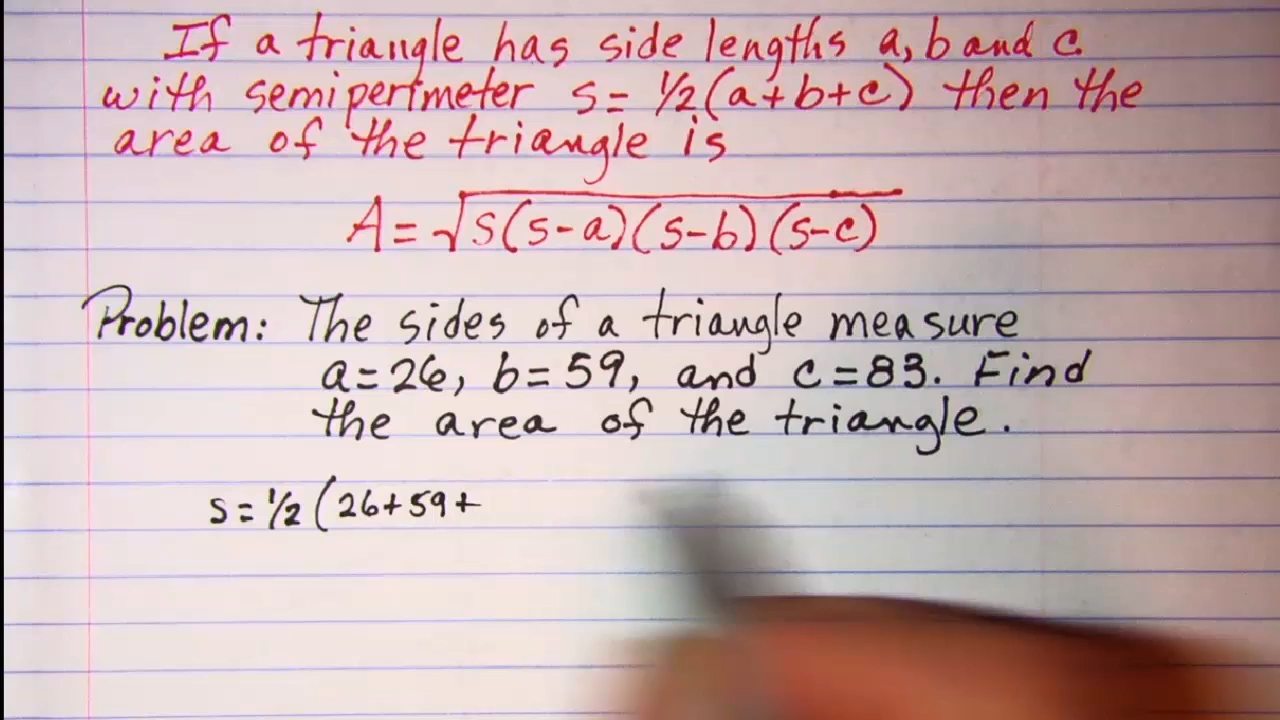 If a triangle has side lengths a, b and c
with semiperimeter s = 1/2 (a+b+c) then the
area of the triangle is
A = √s(s-a)(s-b)(s-c)
Problem: The sides of a triangle measure
a=26, b=59, and c=83. Find
the area of the triangle.
s = 1/2 (26+59+